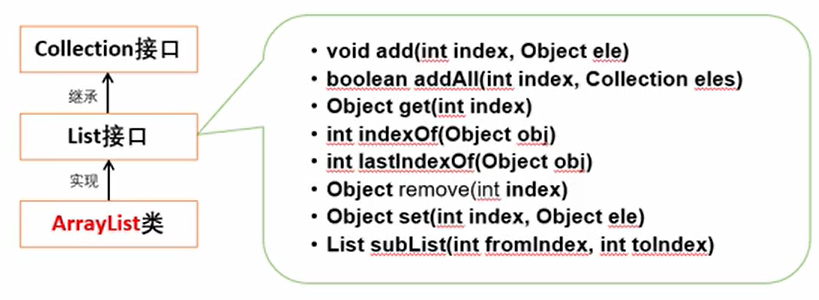 Collection接口
继承
List接口
实现
ArrayList类
• void add(int index, Object ele)
• boolean addAll(int index, Collection eles)
• Object get(int index)
• int indexOf(Object obj)
• int lastIndexOf(Object obj)
• Object remove(int index)
• Object set(int index, Object ele)
• List subList(int fromIndex, int toIndex)